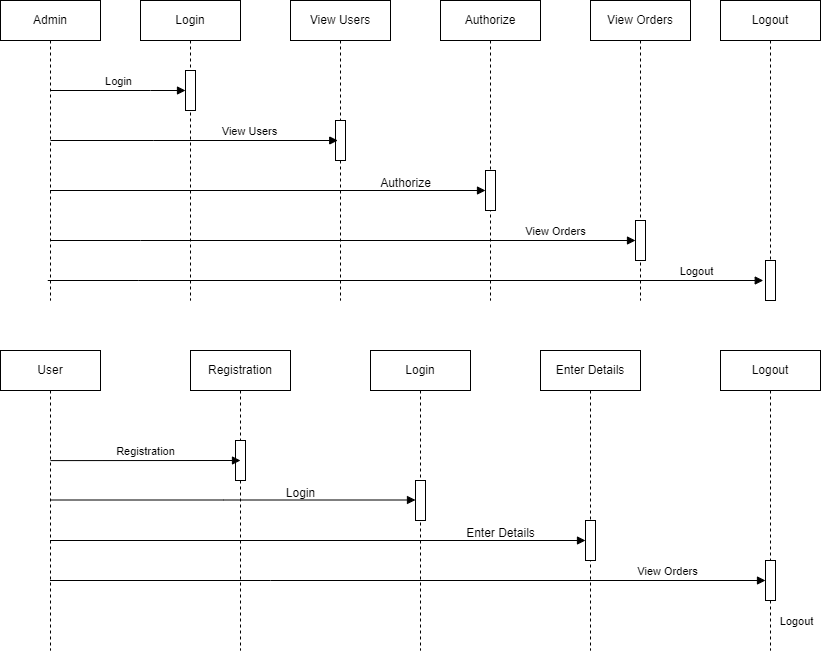 Admin
Login
View Users
Authorize
View Orders
Logout
Login
View Users
Authorize
View Orders
Logout
User
Registration
Login
Enter Details
Logout
Registration
Login
Enter Details
View Orders
Logout